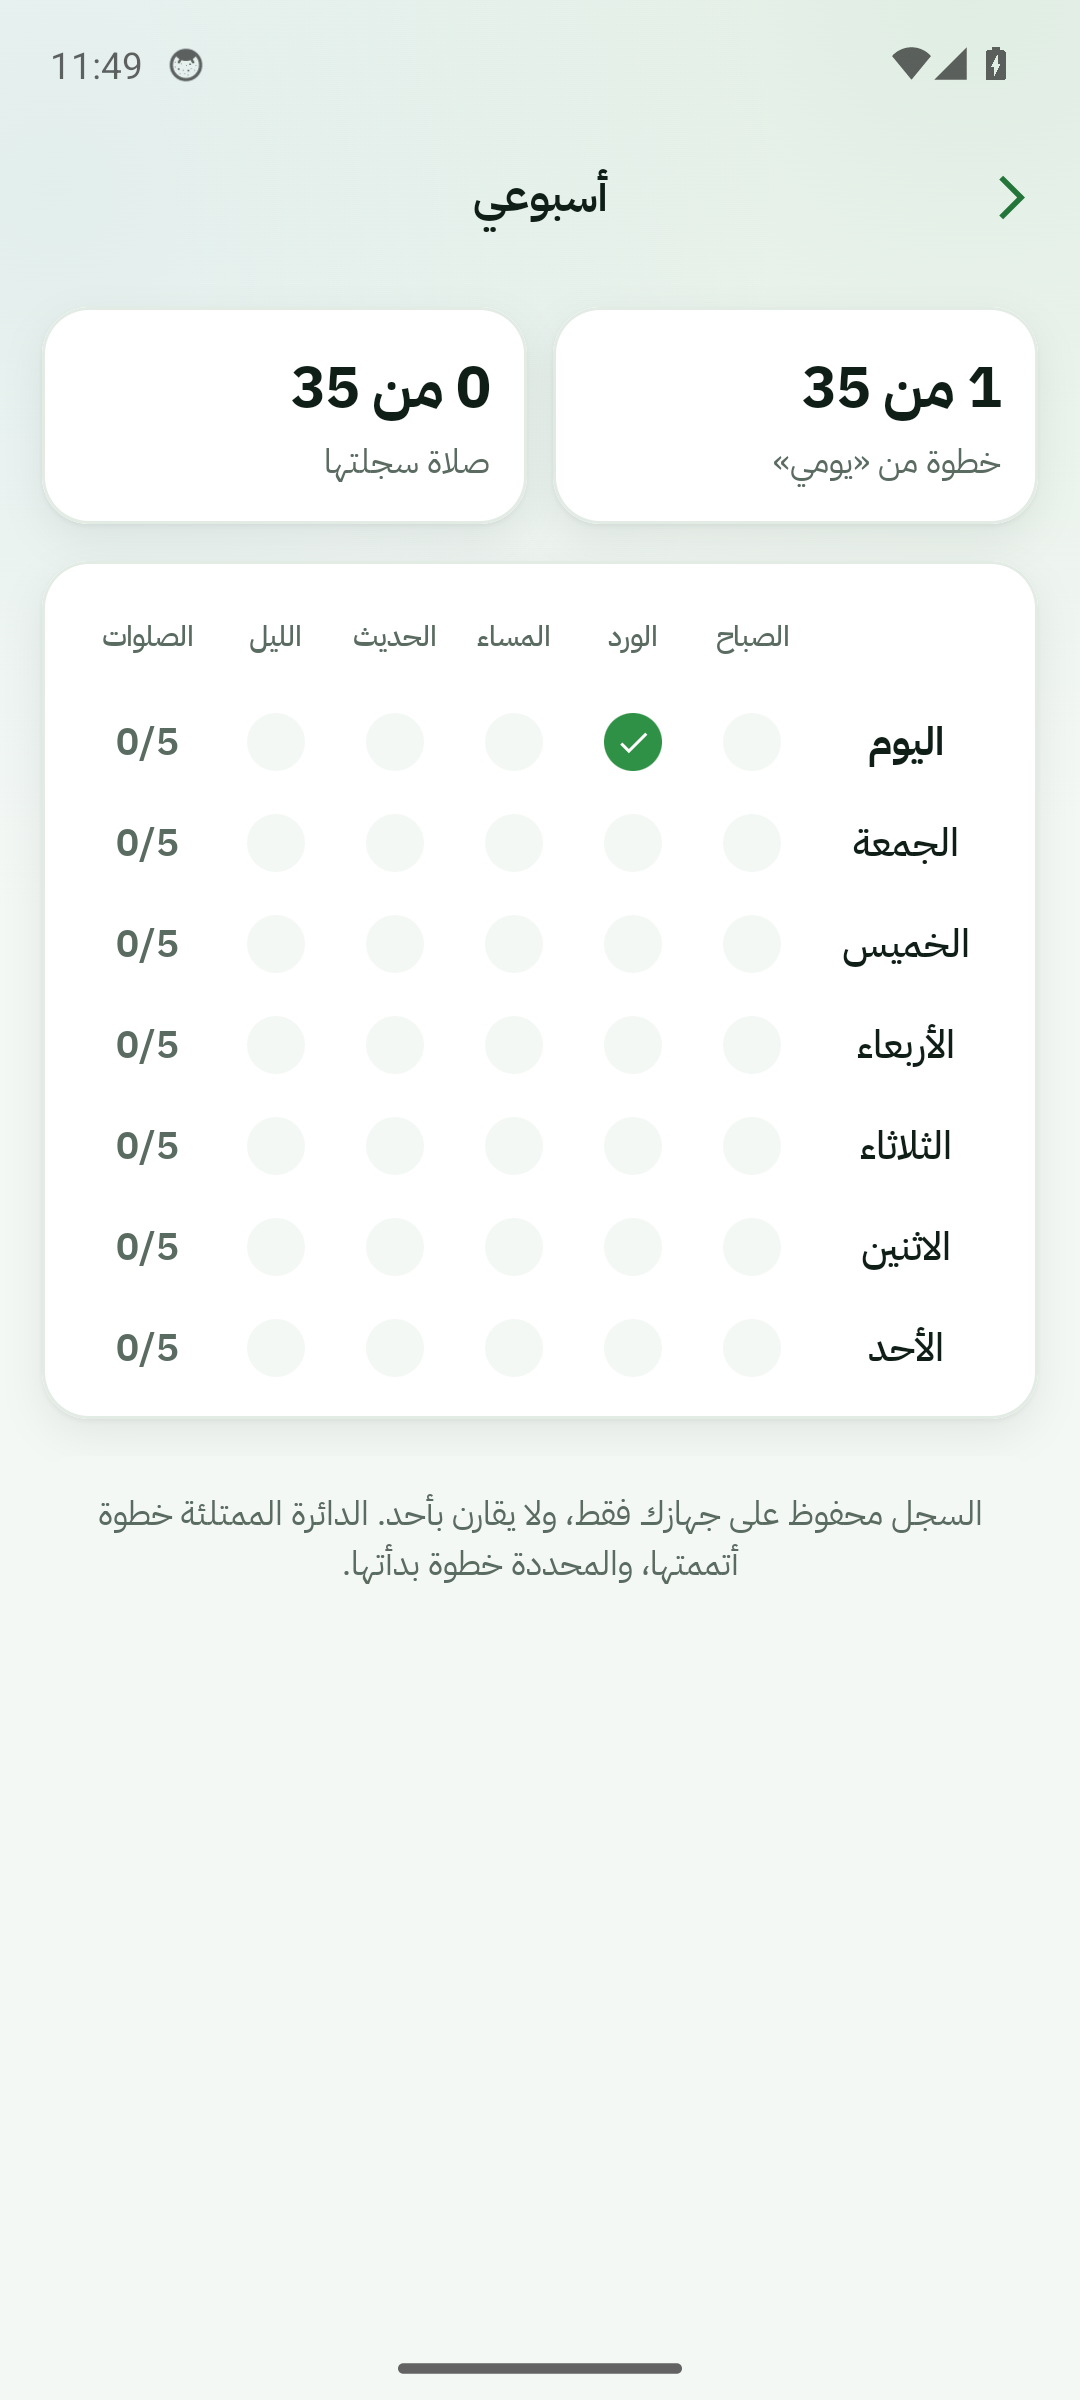 11:49
أسبوعي
1 من 35
خطوة من «يومي»
0 من 35
صلاة سجلتها
الصباح الورد المساء الحديث الليل الصلوات
اليوم 0/5
الجمعة 0/5
الخميس 0/5
الأربعاء 0/5
الثلاثاء 0/5
الاثنين 0/5
الأحد 0/5
السجل محفوظ على جهازك فقط، ولا يقارن بأحد. الدائرة الممتلئة خطوة
أتممتها، والمحددة خطوة بدأتها.